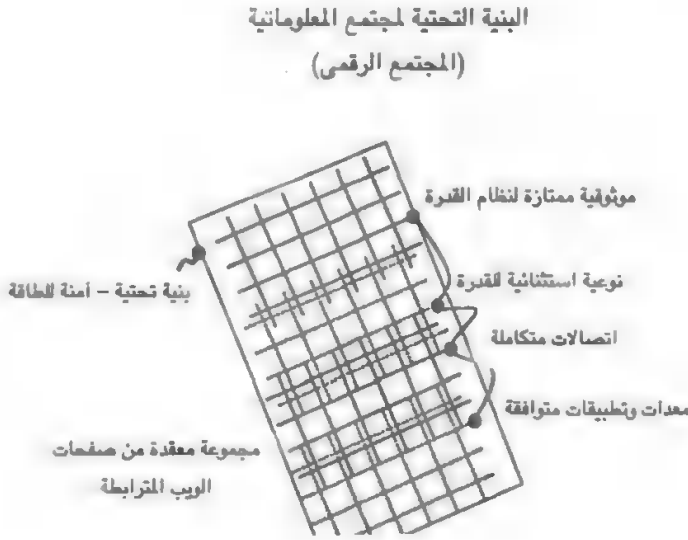 البنية التحتية لمجتمع المعلوماتية
(المجتمع الرقمى)
موثوقية ممتازة لنظام القدرة
نوعية استثنائية للقدرة
بنية تحتية – آمنة للطاقة
اتصالات متكاملة
معدات وتطبيقات متوافقة
مجموعة معقدة من صفحات
الويب المترابطة